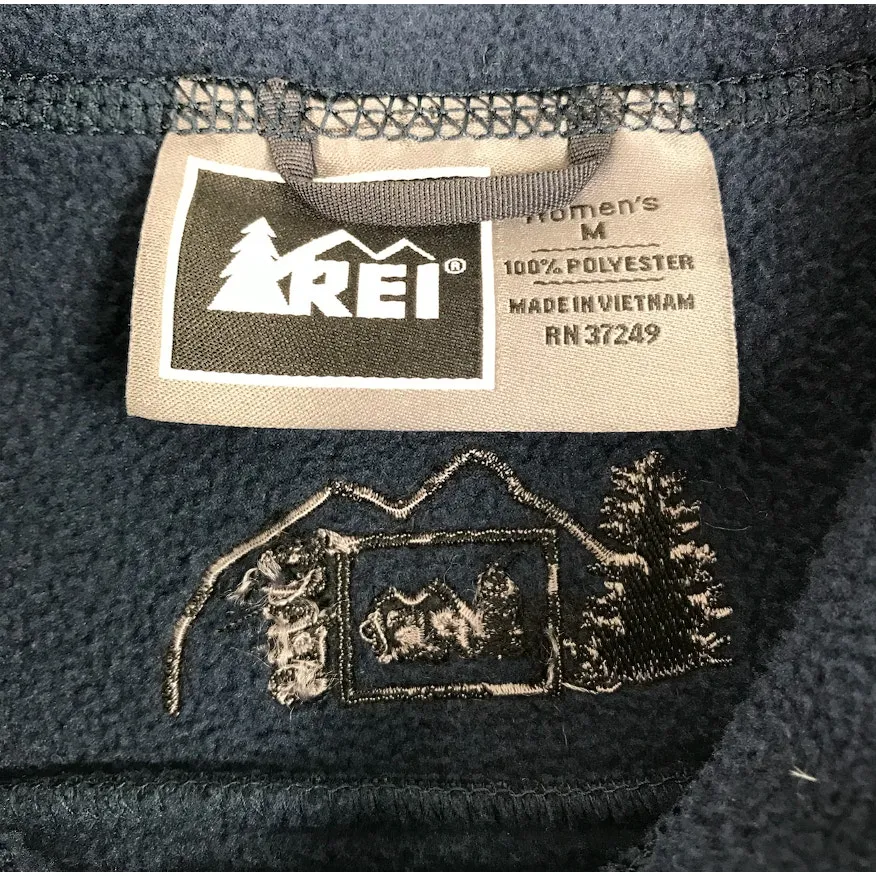 REI®
Women's
M
100% POLYESTER
MADE IN VIETNAM
RN 37249